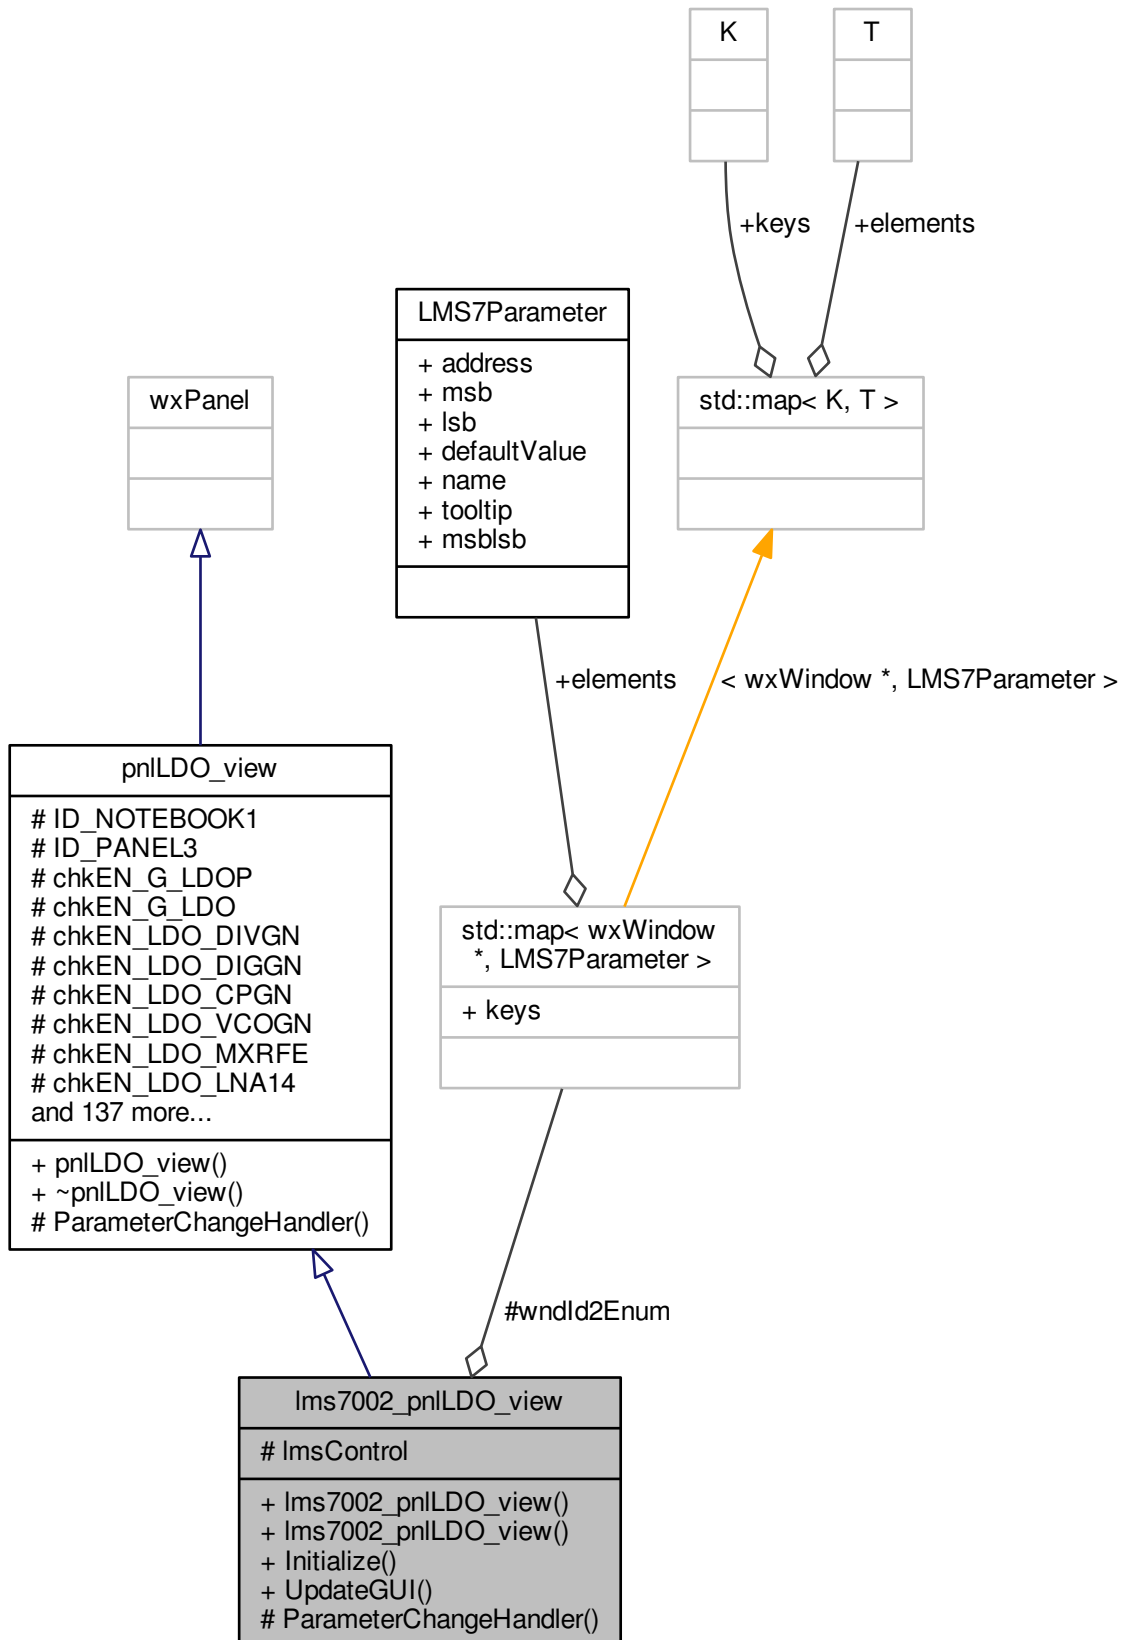 K
T
+keys
+elements
LMS7Parameter
+ address
+ msb
+ lsb
+ defaultValue
+ name
+ tooltip
+ msblsb
wxPanel
std::map< K, T >
+elements
< wxWindow *, LMS7Parameter >
pnlLDO_view
# ID_NOTEBOOK1
# ID_PANEL3
# chkEN_G_LDOP
# chkEN_G_LDO
# chkEN_LDO_DIVGN
# chkEN_LDO_DIGGN
# chkEN_LDO_CPGN
# chkEN_LDO_VCOGN
# chkEN_LDO_MXRFE
# chkEN_LDO_LNA14
and 137 more...
+ pnlLDO_view()
+ ~pnlLDO_view()
# ParameterChangeHandler()
std::map< wxWindow
*, LMS7Parameter >
+ keys
#wndId2Enum
lms7002_pnlLDO_view
# lmsControl
+ lms7002_pnlLDO_view()
+ lms7002_pnlLDO_view()
+ Initialize()
+ UpdateGUI()
# ParameterChangeHandler()